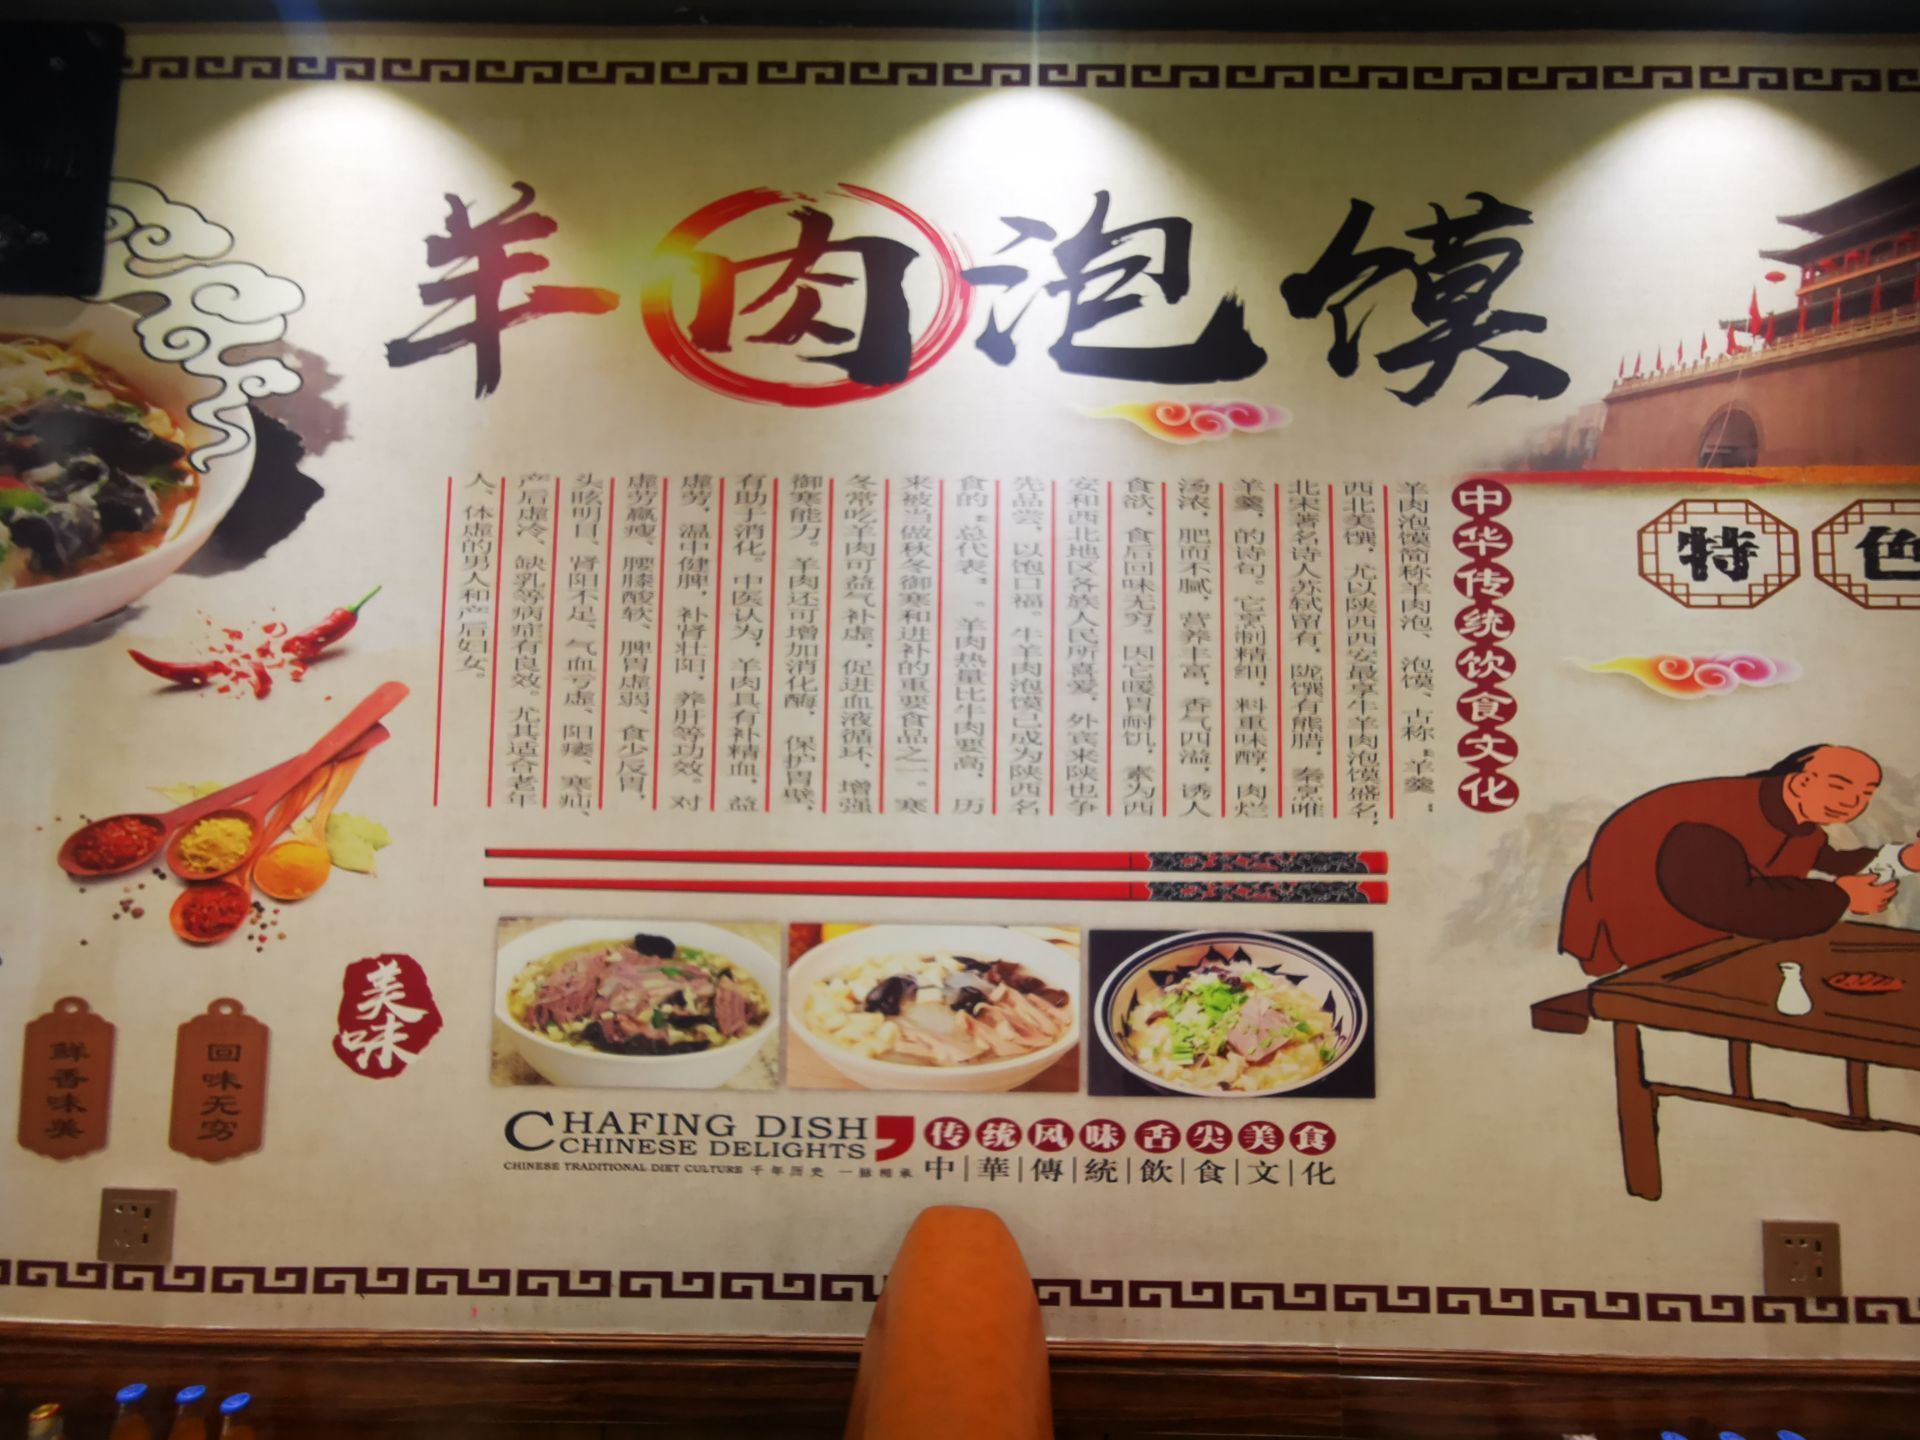 羊肉泡馍
中华传统饮食文化
羊肉泡馍简称羊肉泡、泡馍，古称"羊羹"，
西北美馔，尤以陕西西安最享牛羊肉泡馍盛名，
北宋著名诗人苏轼留有"陇馔有熊腊，秦烹唯
羊羹"的诗句。它烹制精细，料重味醇，肉烂
汤浓，肥而不腻，营养丰富，香气四溢，诱人
食欲，食后回味无穷。因它暖胃耐饥，素为西
安和西北地区各族人民所喜爱，外宾来陕也争
先品尝，以饱口福。牛羊肉泡馍已成为陕西名
食的"总代表"。羊肉热量比牛肉要高，历
来被当做秋冬御寒和进补的重要食品之一。寒
冬常吃羊肉可益气补虚，促进血液循环，增强
御寒能力。羊肉还可增加消化酶，保护胃壁，
有助于消化。中医认为，羊肉具有补精血，益
虚劳，温中健脾，补肾壮阳，养肝等功效。对
虚劳羸瘦、腰膝酸软、脾胃虚弱、食少反胃、
头眩明目、肾阳不足、气血亏虚、阳痿、寒疝、
产后虚冷、缺乳等病症有良效。尤其适合老年
人、体虚的男人和产后妇女。
特色
美味
回味无穷
鲜香味美
CHAFING DISH
CHINESE DELIGHTS
CHINESE TRADITIONAL DIET CULTURE 千年历史 一脉相承
传统风味舌尖美食
中|華|傳|統|飲|食|文|化